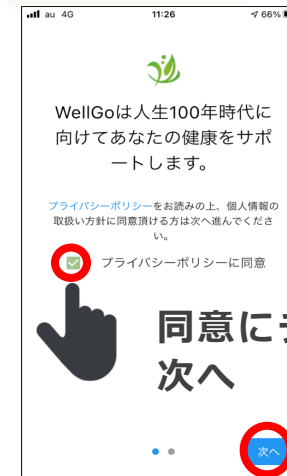 au 4G 11:26 66%
WellGoは人生100年時代に
向けてあなたの健康をサポ
ートします。
プライバシーポリシーをお読みの上、個人情報の
取扱い方針に同意頂ける方は次へ進んでくださ
い。
プライバシーポリシーに同意
同意に
次へ
次へ